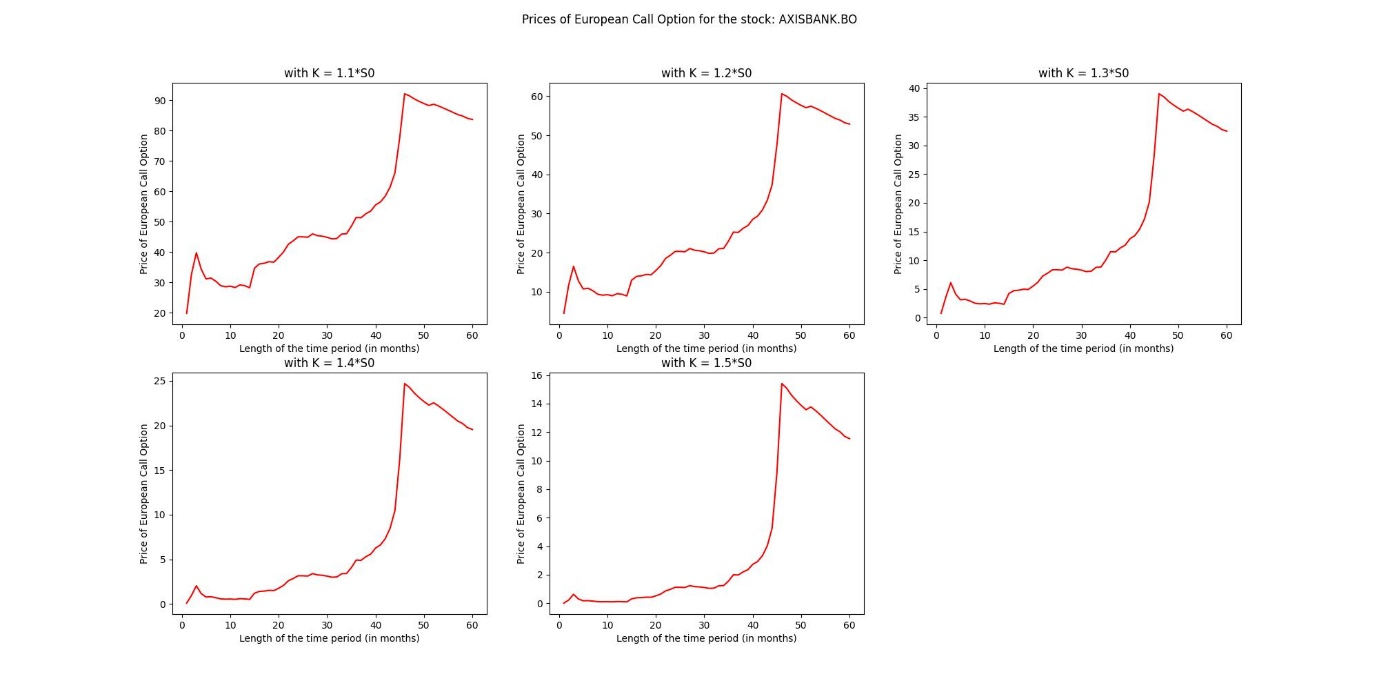 Prices of European Call Option for the stock: AXISBANK.BO
with K = 1.1*S0
Price of European Call Option
90
80
70
60
50
40
30
20
0 10 20 30 40 50 60
Length of the time period (in months)
with K = 1.2*S0
Price of European Call Option
60
50
40
30
20
10
0 10 20 30 40 50 60
Length of the time period (in months)
with K = 1.3*S0
Price of European Call Option
40
35
30
25
20
15
10
5
0
0 10 20 30 40 50 60
Length of the time period (in months)
with K = 1.4*S0
Price of European Call Option
25
20
15
10
5
0
0 10 20 30 40 50 60
Length of the time period (in months)
with K = 1.5*S0
Price of European Call Option
16
14
12
10
8
6
4
2
0
0 10 20 30 40 50 60
Length of the time period (in months)